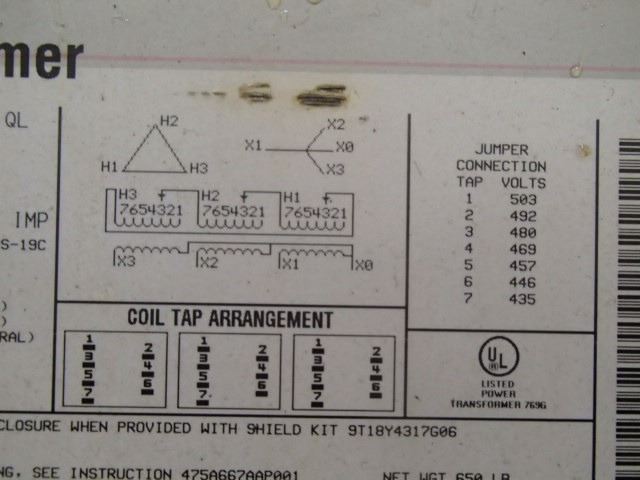 mer
QL
H2
H1 H3
X2
X1 X0
X3
H3 H2 H1
7654321 7654321 7654321
X3 X2 X1 X0
IMP
S-19C
)
)
RAL)
JUMPER
CONNECTION
TAP VOLTS
1 503
2 492
3 480
4 469
5 457
6 446
7 435
COIL TAP ARRANGEMENT
1 1 1
2 2 2
3 3 3
4 4 4
5 5 5
6 6 6
7 7 7
UL
LISTED
POWER
TRANSFORMER 769G
CLOSURE WHEN PROVIDED WITH SHIELD KIT 9T18Y4317G06
NG. SEE INSTRUCTION 475A667AAP001 NET WGT 650 LB